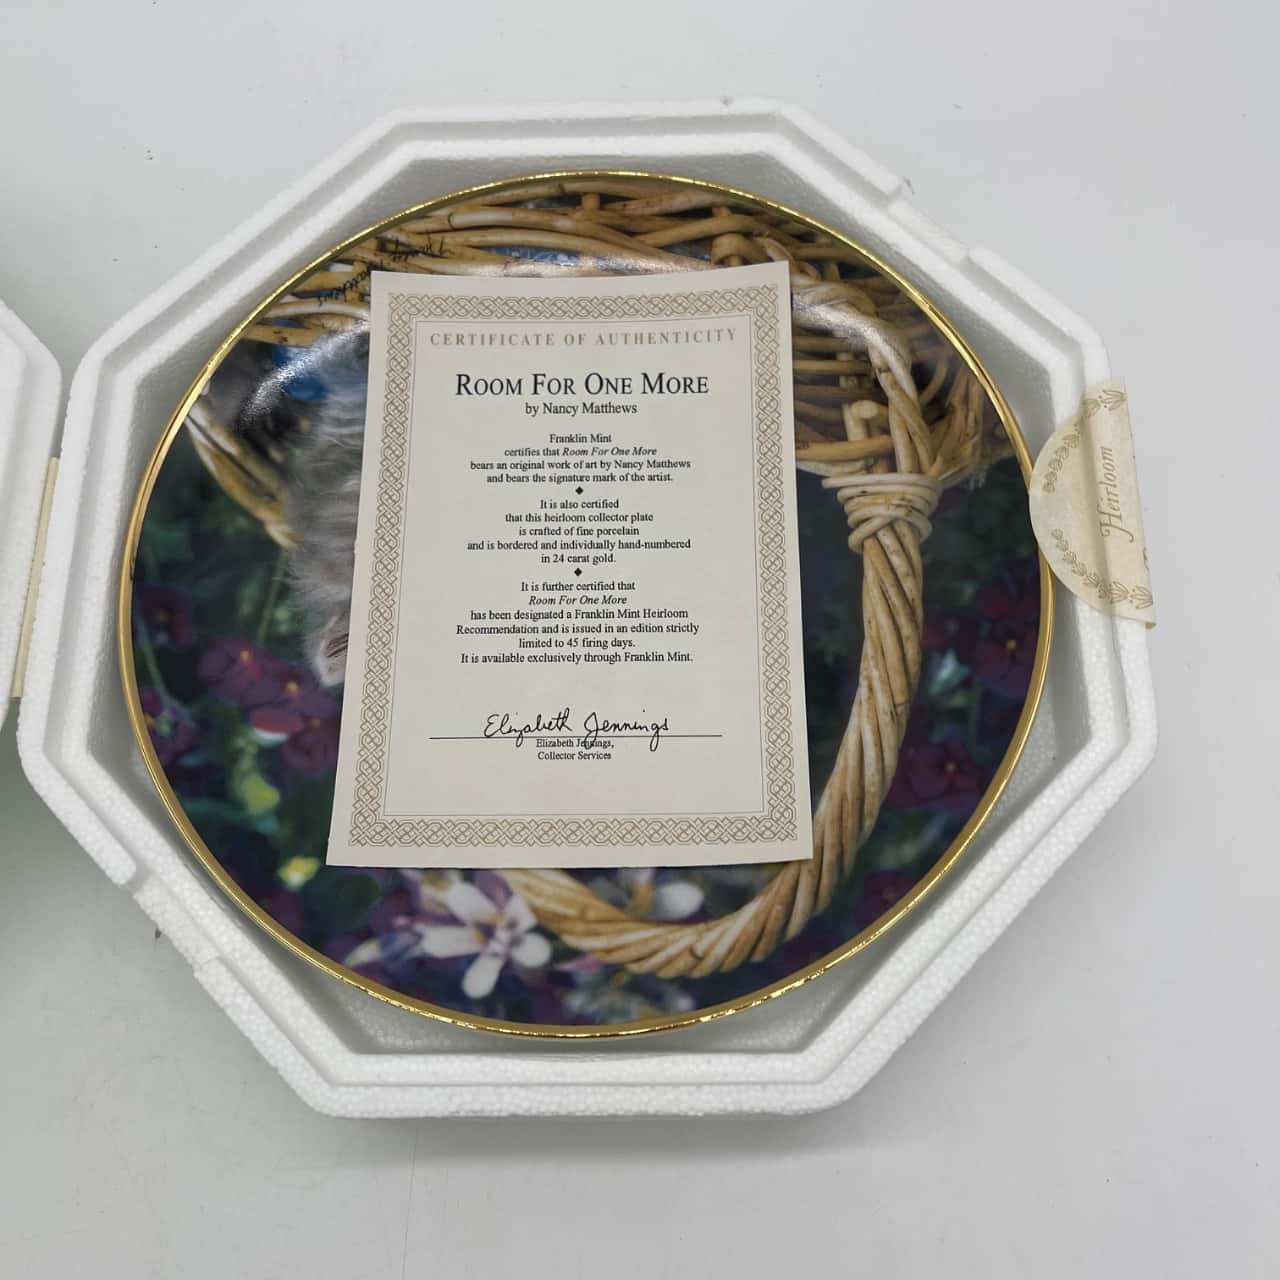 Nancy Matthews
CERTIFICATE OF AUTHENTICITY
ROOM FOR ONE MORE
by Nancy Matthews
Franklin Mint
certifies that Room For One More
bears an original work of art by Nancy Matthews
and bears the signature mark of the artist.
It is also certified
that this heirloom collector plate
is crafted of fine porcelain
and is bordered and individually hand-numbered
in 24 carat gold.
It is further certified that
Room For One More
has been designated a Franklin Mint Heirloom
Recommendation and is issued in an edition strictly
limited to 45 firing days.
It is available exclusively through Franklin Mint.
Elizabeth Jennings
Elizabeth Jennings,
Collector Services
Heirloom